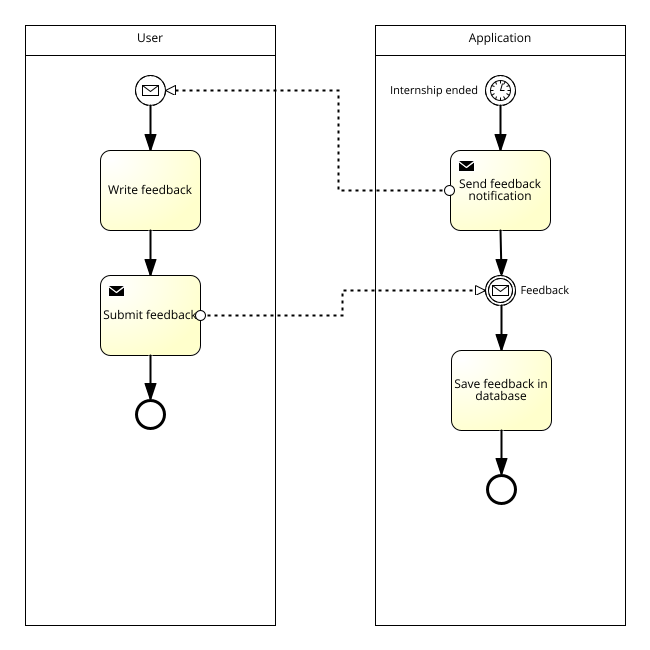 User
Application
Internship ended
Write feedback
Send feedback
notification
Submit feedback
Feedback
Save feedback in
database